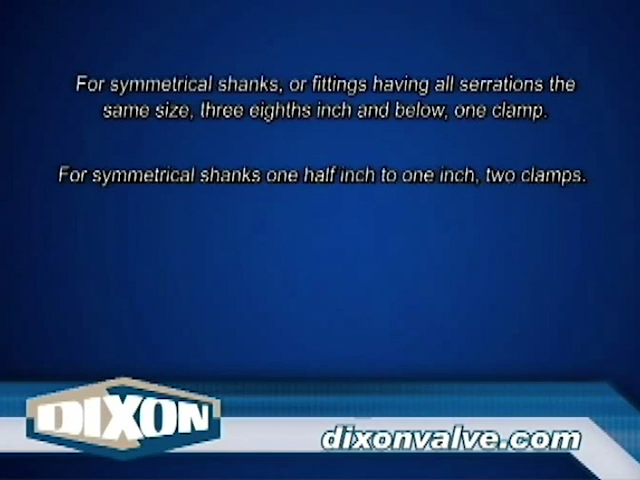 For symmetrical shanks, or fittings having all serrations the
same size, three eighths inch and below, one clamp.
For symmetrical shanks one half inch to one inch, two clamps.
DIXON
dixonvalve.com